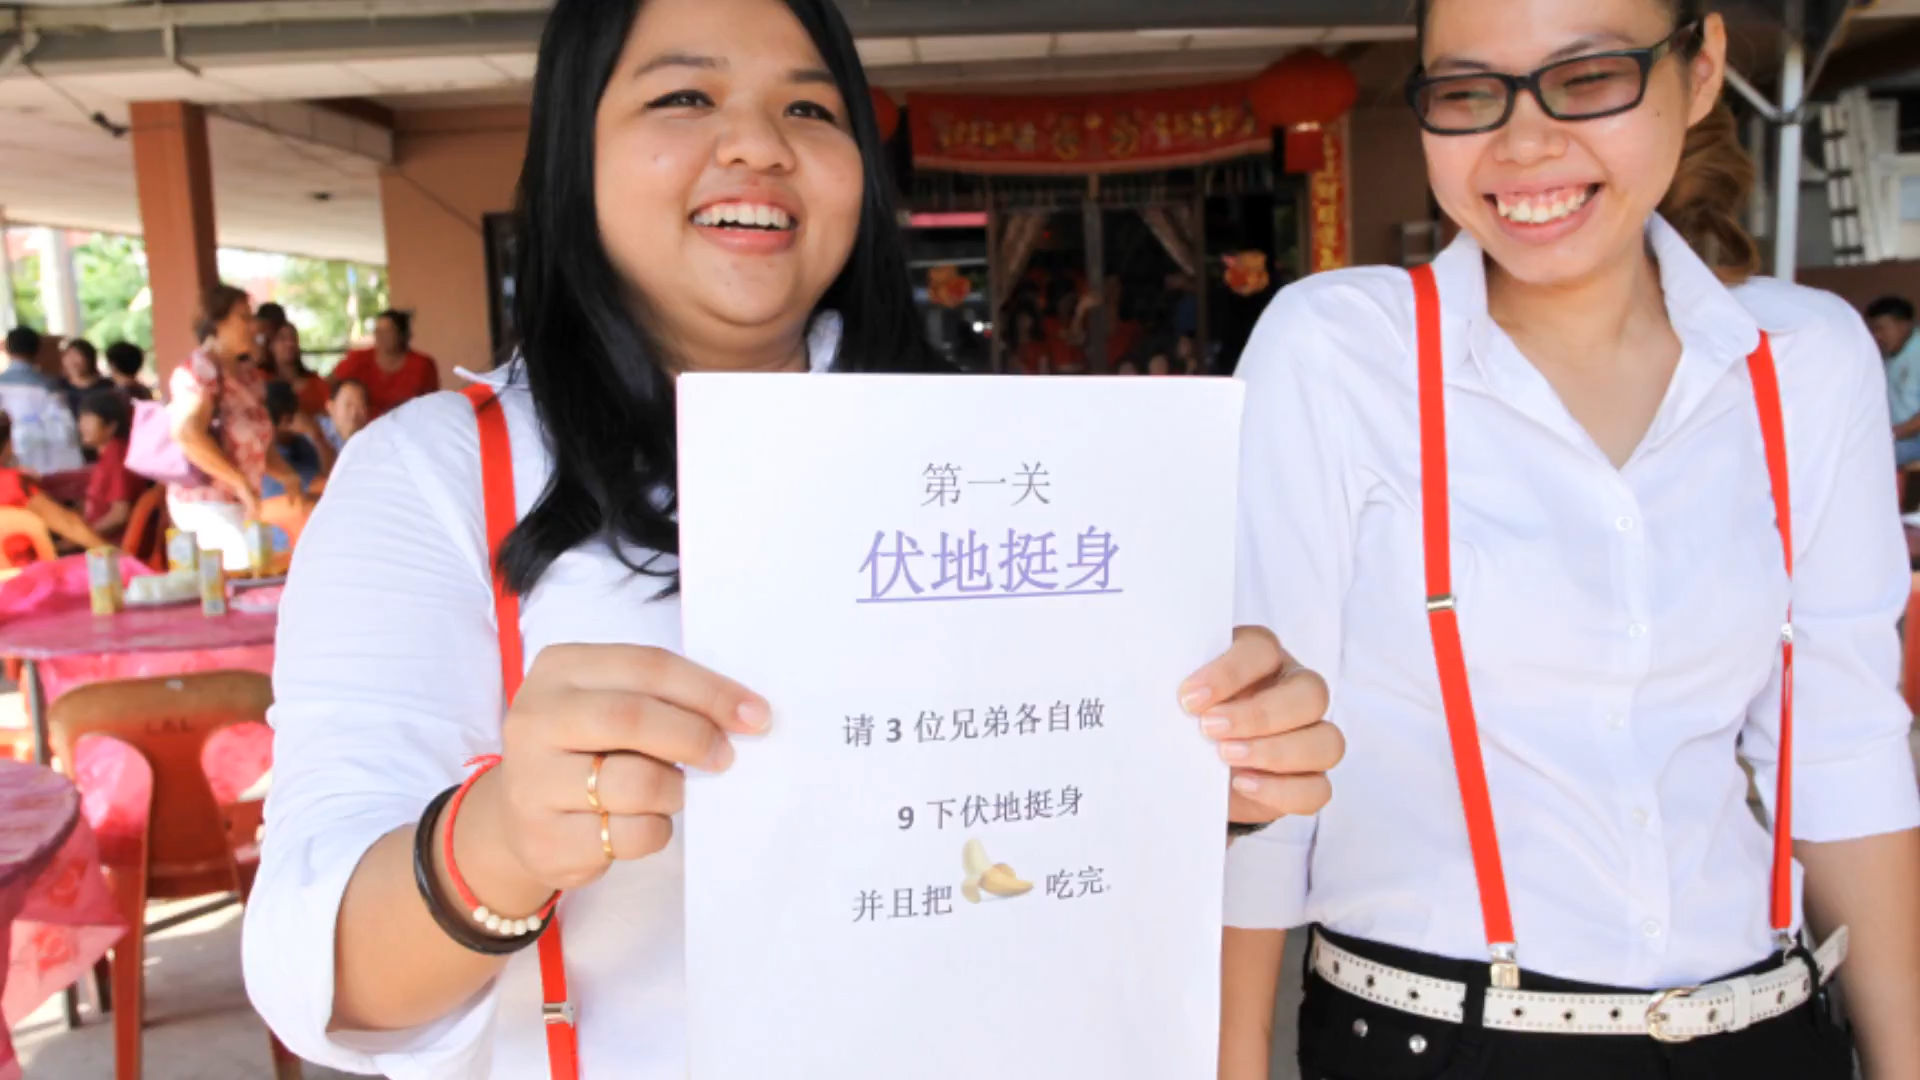 第一关
伏地挺身
请 3 位兄弟各自做
9 下伏地挺身
并且把 吃完.